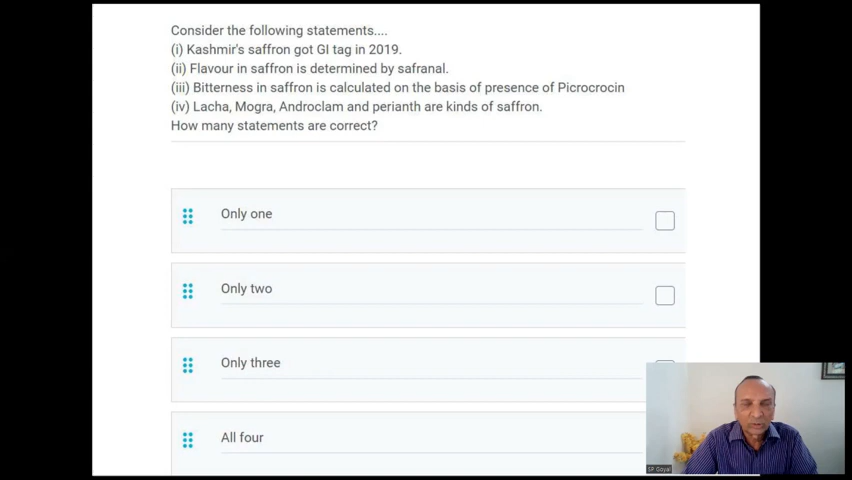 Consider the following statements....
(i) Kashmir's saffron got GI tag in 2019.
(ii) Flavour in saffron is determined by safranal.
(iii) Bitterness in saffron is calculated on the basis of presence of Picrocrocin
(iv) Lacha, Mogra, Androclam and perianth are kinds of saffron.
How many statements are correct?
Only one
Only two
Only three
All four
SP Goyal